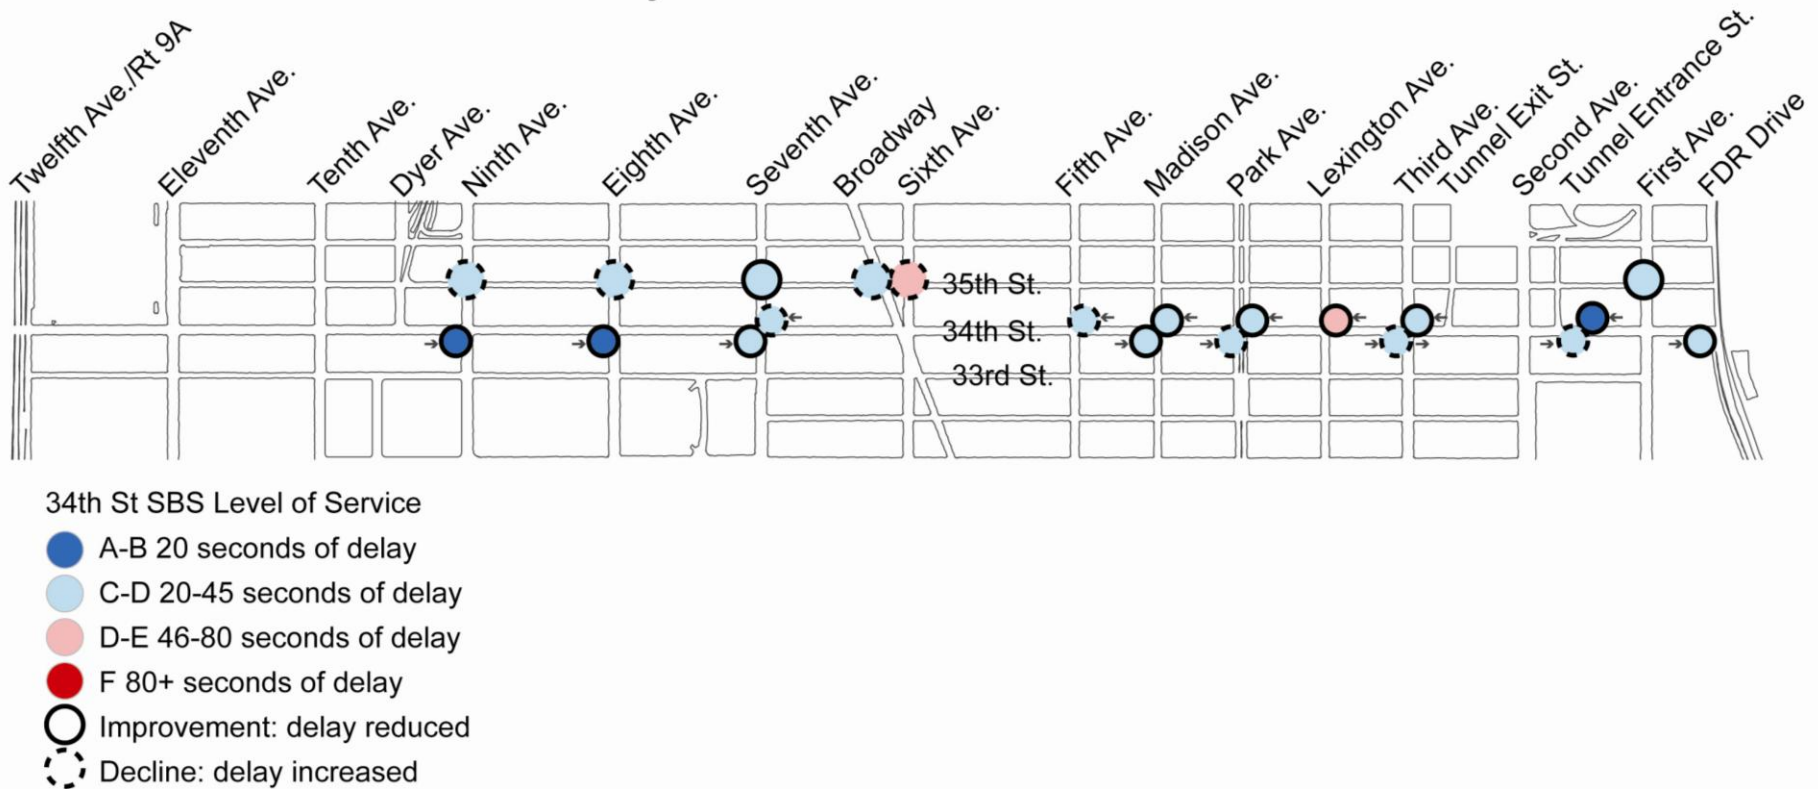 Twelfth Ave./Rt 9A
Eleventh Ave.
Tenth Ave.
Dyer Ave.
Ninth Ave.
Eighth Ave.
Seventh Ave.
Broadway
Sixth Ave.
Fifth Ave.
Madison Ave.
Park Ave.
Lexington Ave.
Third Ave.
Tunnel Exit St.
Second Ave.
Tunnel Entrance St.
First Ave.
FDR Drive
35th St.
34th St.
33rd St.
34th St SBS Level of Service
A-B 20 seconds of delay
C-D 20-45 seconds of delay
D-E 46-80 seconds of delay
F 80+ seconds of delay
Improvement: delay reduced
Decline: delay increased